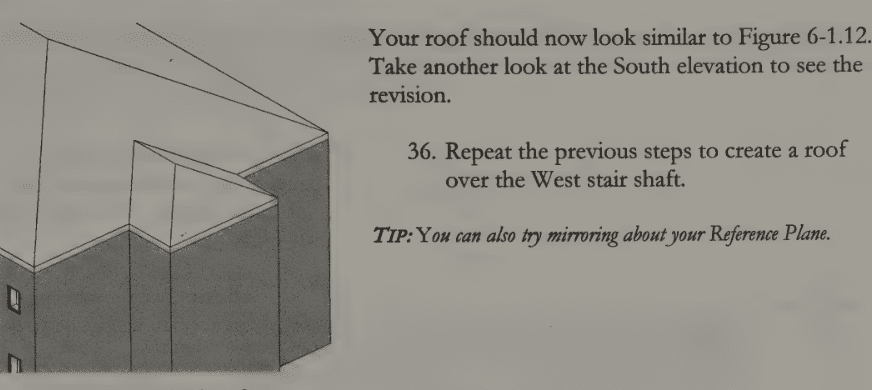 Your roof should now look similar to Figure 6-1.12.
Take another look at the South elevation to see the
revision.
36. Repeat the previous steps to create a roof
over the West stair shaft.
TIP: You can also try mirroring about your Reference Plane.